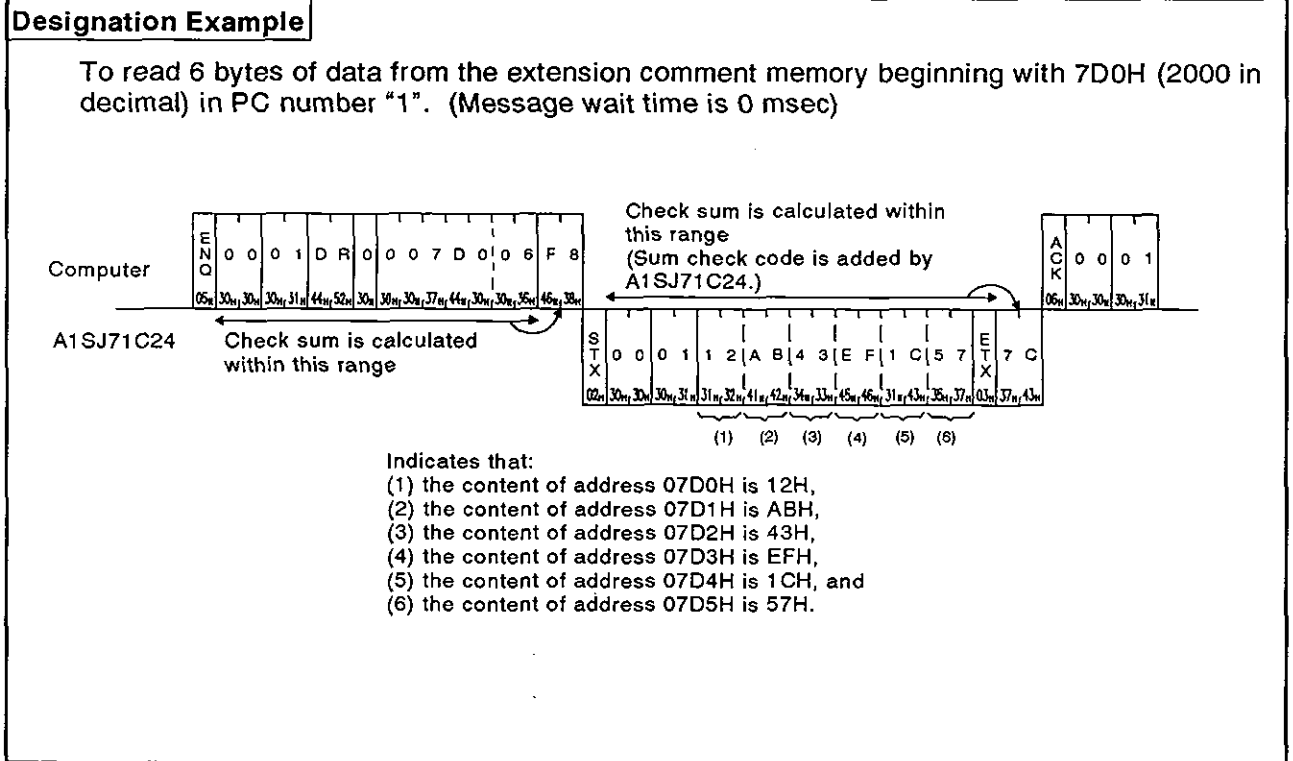 Designation Example
To read 6 bytes of data from the extension comment memory beginning with 7D0H (2000 in
decimal) in PC number "1". (Message wait time is 0 msec)
Computer
E N Q 0 0 0 1 D R 0 0 0 7 D 0 0 6 F 8
05H 30H, 30H 30H, 31H 44H, 52H 30H 30H, 30H, 37H, 44H, 30H, 30H, 36H 46H, 38H
Check sum is calculated within
this range
(Sum check code is added by
A1SJ71C24.)
A C K 0 0 0 1
06H 30H, 30H 30H, 31H
A1SJ71C24
Check sum is calculated
within this range
S T X 0 0 0 1 1 2 A B 4 3 E F 1 C 5 7 E T X 7 C
02H 30H, 30H 30H, 31H 31H, 32H, 41H, 42H, 34H, 33H, 45H, 46H, 31H, 43H, 35H, 37H 03H 37H, 43H
(1) (2) (3) (4) (5) (6)
Indicates that:
(1) the content of address 07D0H is 12H,
(2) the content of address 07D1H is ABH,
(3) the content of address 07D2H is 43H,
(4) the content of address 07D3H is EFH,
(5) the content of address 07D4H is 1CH, and
(6) the content of address 07D5H is 57H.